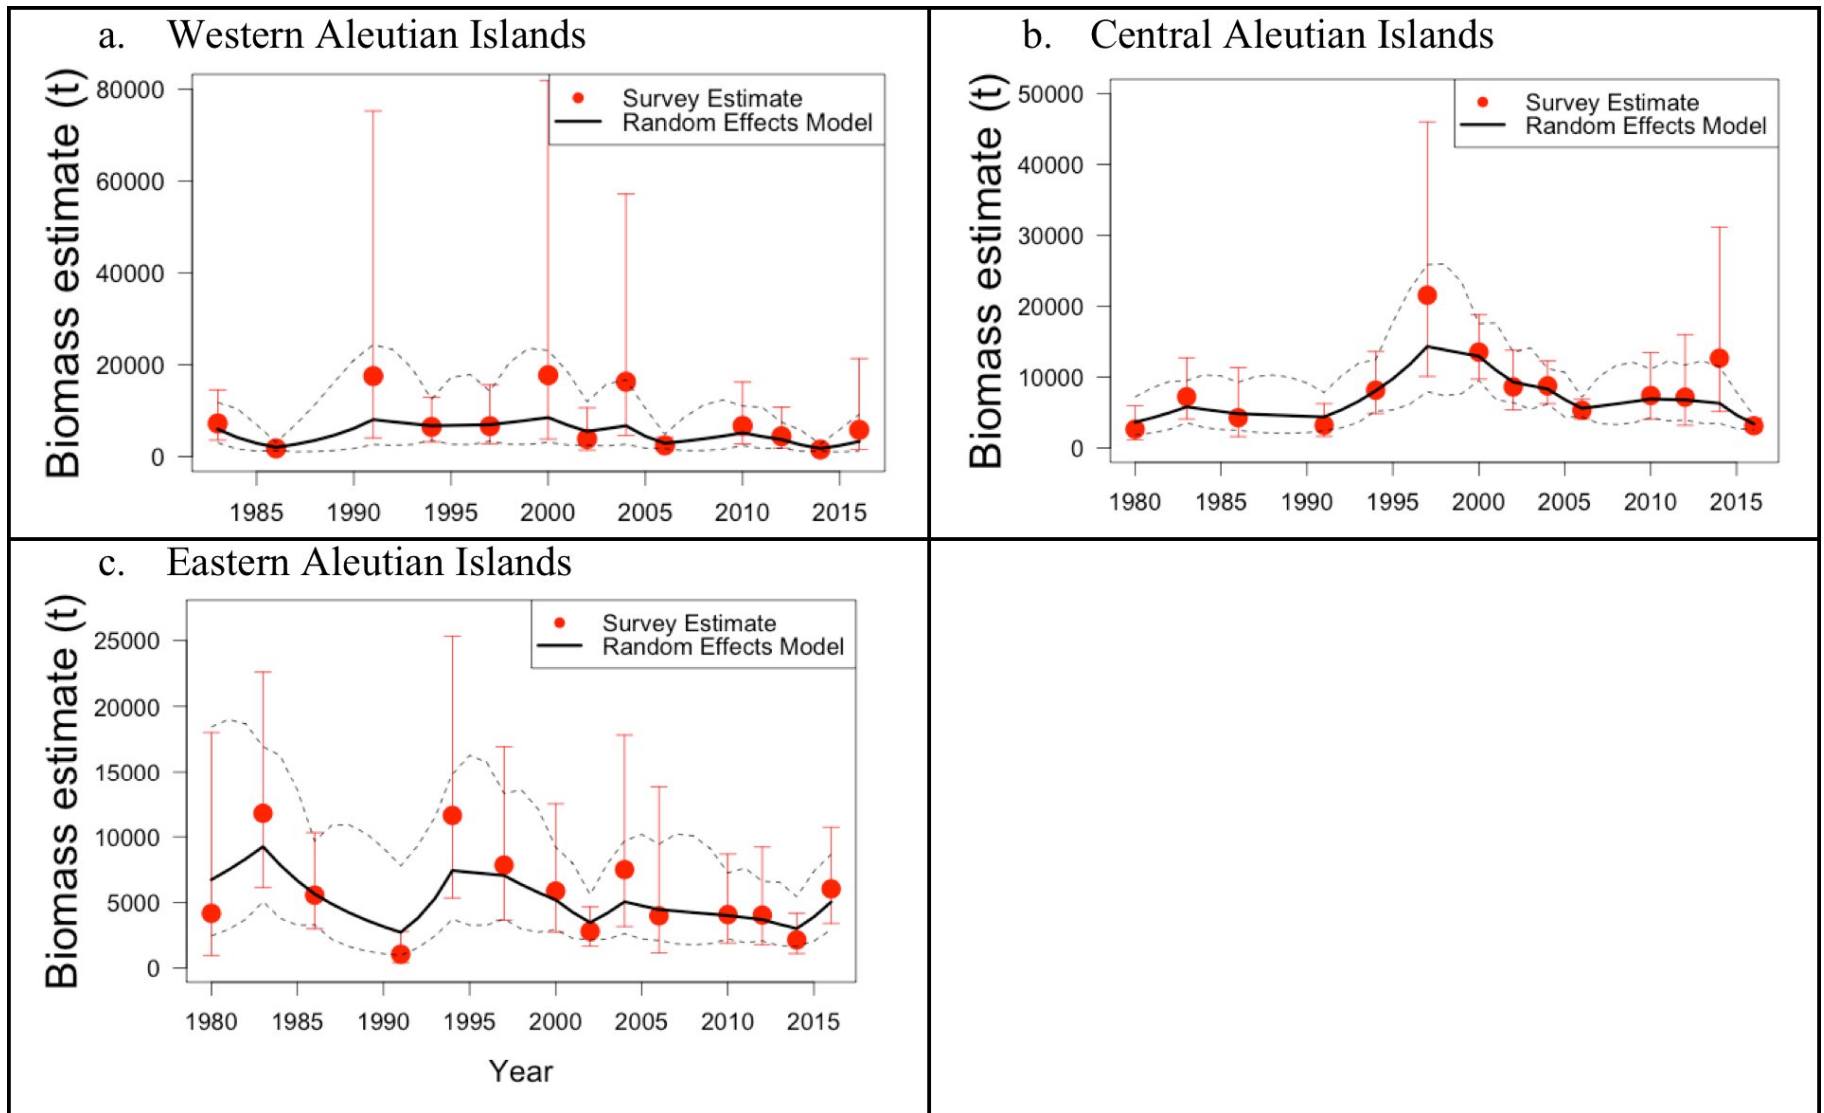 a. Western Aleutian Islands
Biomass estimate (t)
80000
60000
40000
20000
0
Survey Estimate
Random Effects Model
1985 1990 1995 2000 2005 2010 2015
b. Central Aleutian Islands
Biomass estimate (t)
50000
40000
30000
20000
10000
0
Survey Estimate
Random Effects Model
1980 1985 1990 1995 2000 2005 2010 2015
c. Eastern Aleutian Islands
Biomass estimate (t)
25000
20000
15000
10000
5000
0
Survey Estimate
Random Effects Model
1980 1985 1990 1995 2000 2005 2010 2015
Year